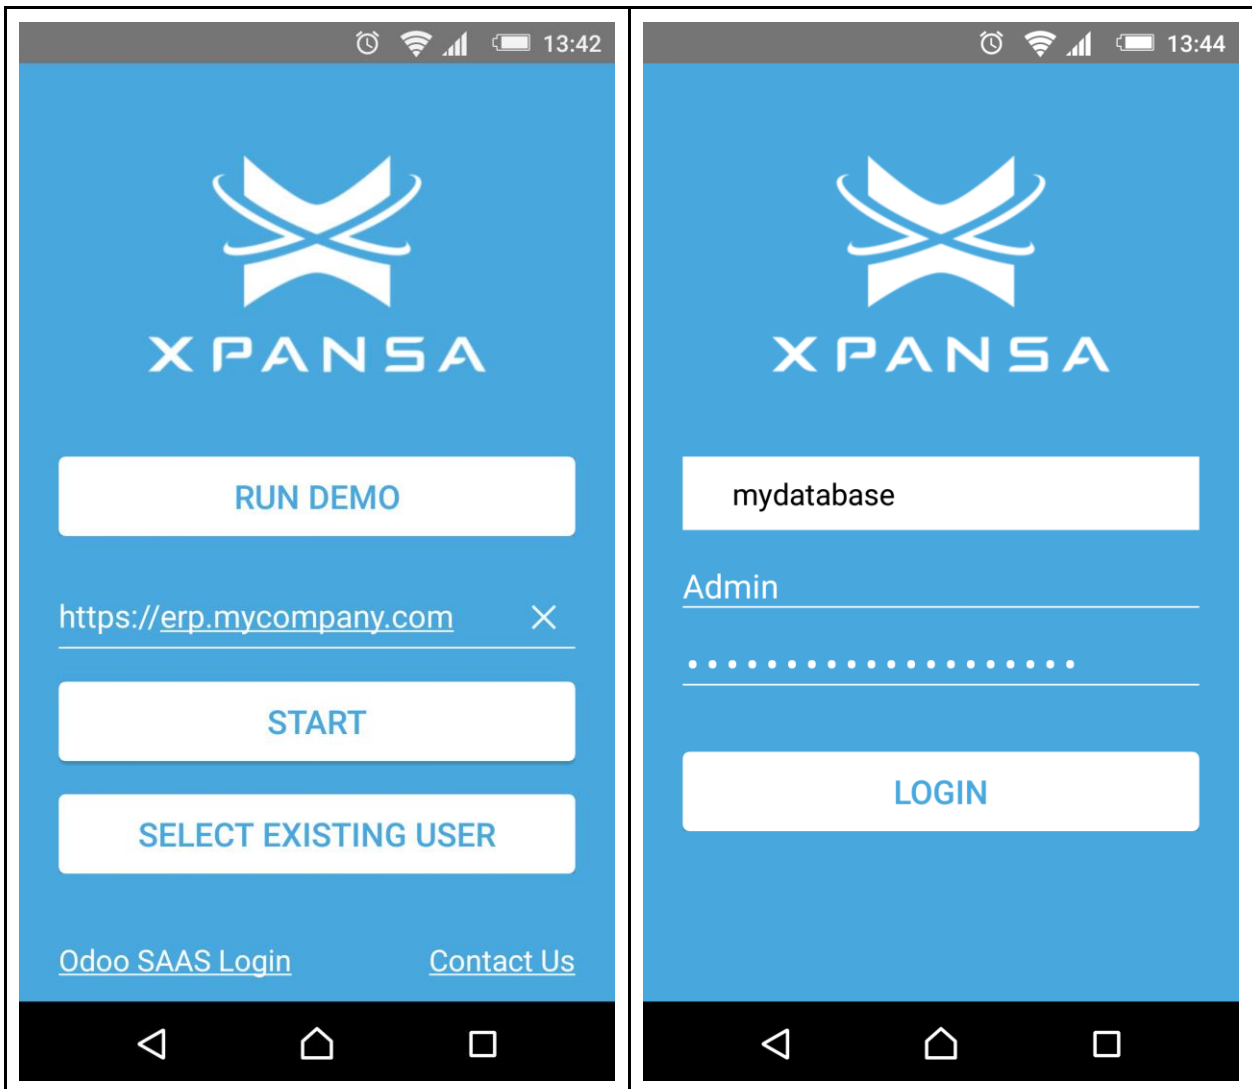 13:42
XPANSA
RUN DEMO
https://erp.mycompany.com
START
SELECT EXISTING USER
Odoo SAAS Login
Contact Us
13:44
XPANSA
mydatabase
Admin
LOGIN